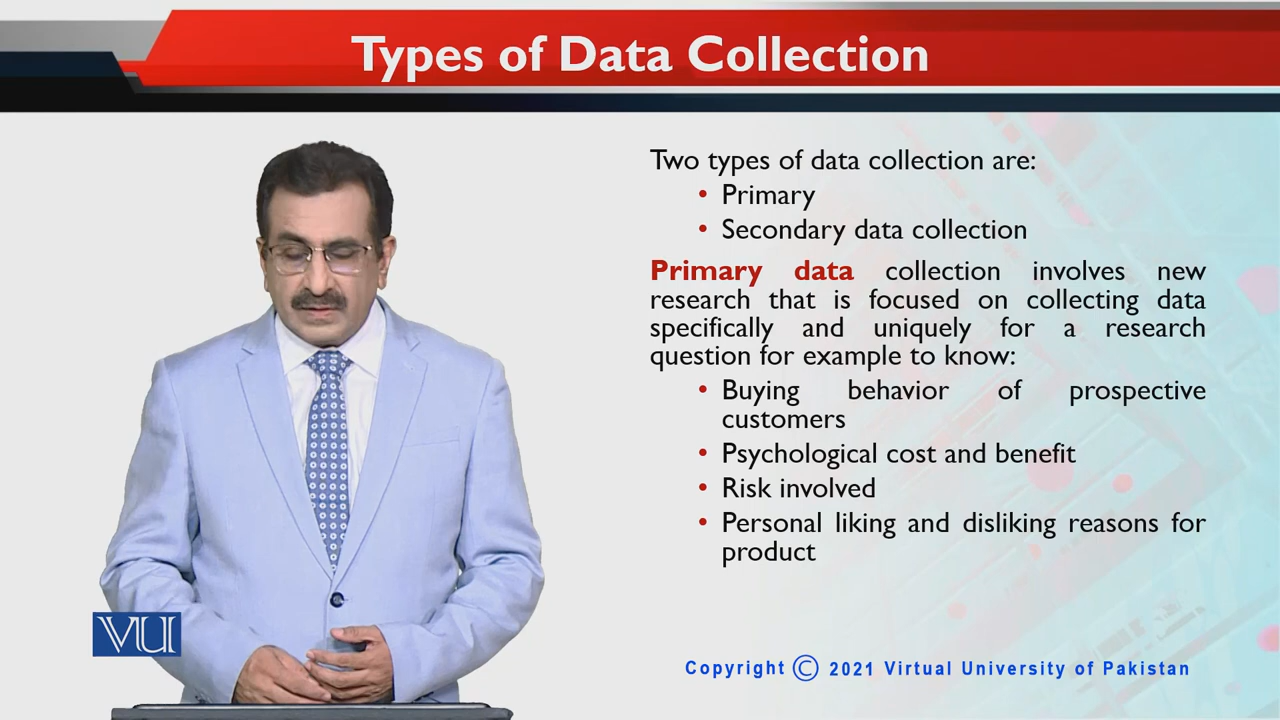 Types of Data Collection
Two types of data collection are:
• Primary
• Secondary data collection
Primary data collection involves new
research that is focused on collecting data
specifically and uniquely for a research
question for example to know:
• Buying behavior of prospective
customers
• Psychological cost and benefit
• Risk involved
• Personal liking and disliking reasons for
product
VU
Copyright © 2021 Virtual University of Pakistan